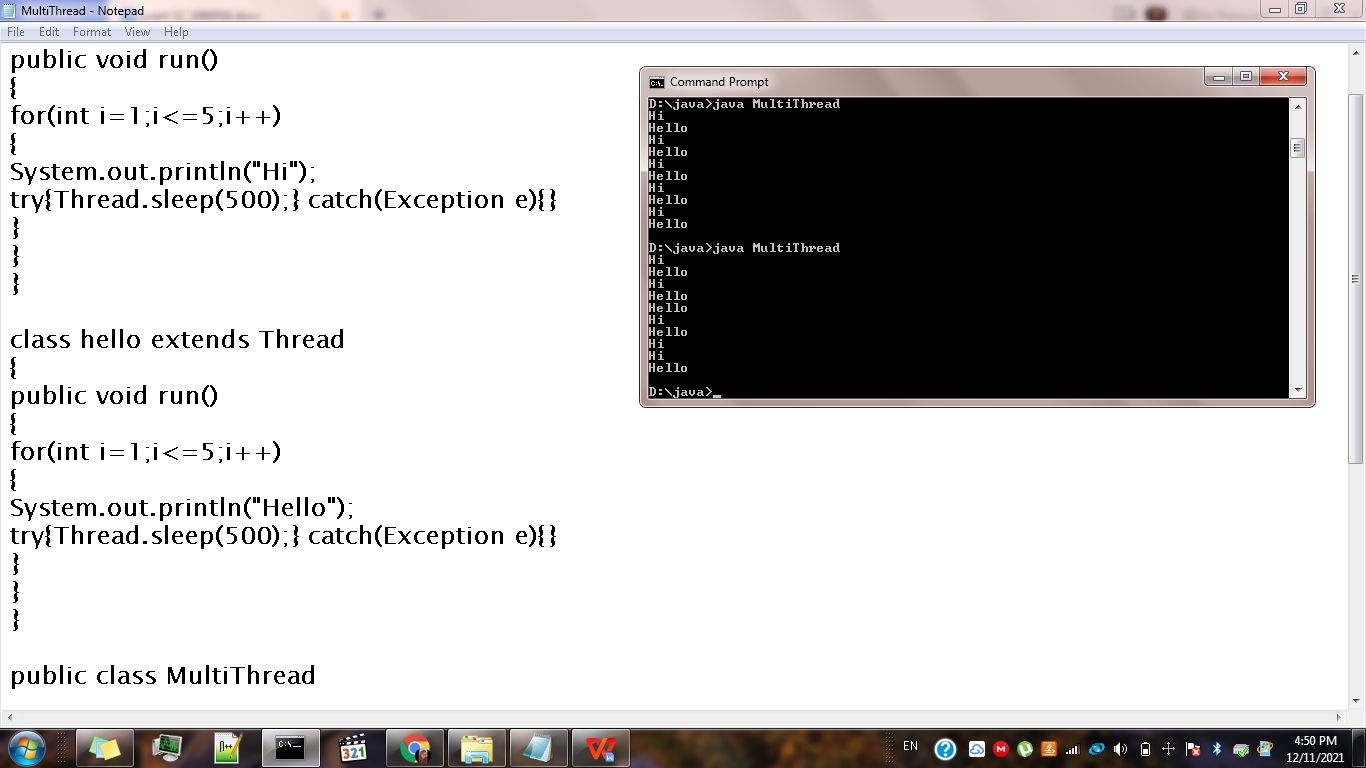 MultiThread - Notepad
File Edit Format View Help
public void run()
{
for(int i=1;i<=5;i++)
{
System.out.println("Hi");
try{Thread.sleep(500);} catch(Exception e){}
}
}
}
class hello extends Thread
{
public void run()
{
for(int i=1;i<=5;i++)
{
System.out.println("Hello");
try{Thread.sleep(500);} catch(Exception e){}
}
}
}
public class MultiThread
Command Prompt
D:\java>java MultiThread
Hi
Hello
Hi
Hello
Hi
Hello
Hi
Hello
Hi
Hello
D:\java>java MultiThread
Hi
Hello
Hi
Hello
Hello
Hi
Hello
Hi
Hi
Hello
D:\java>_
321
EN
4:50 PM
12/11/2021